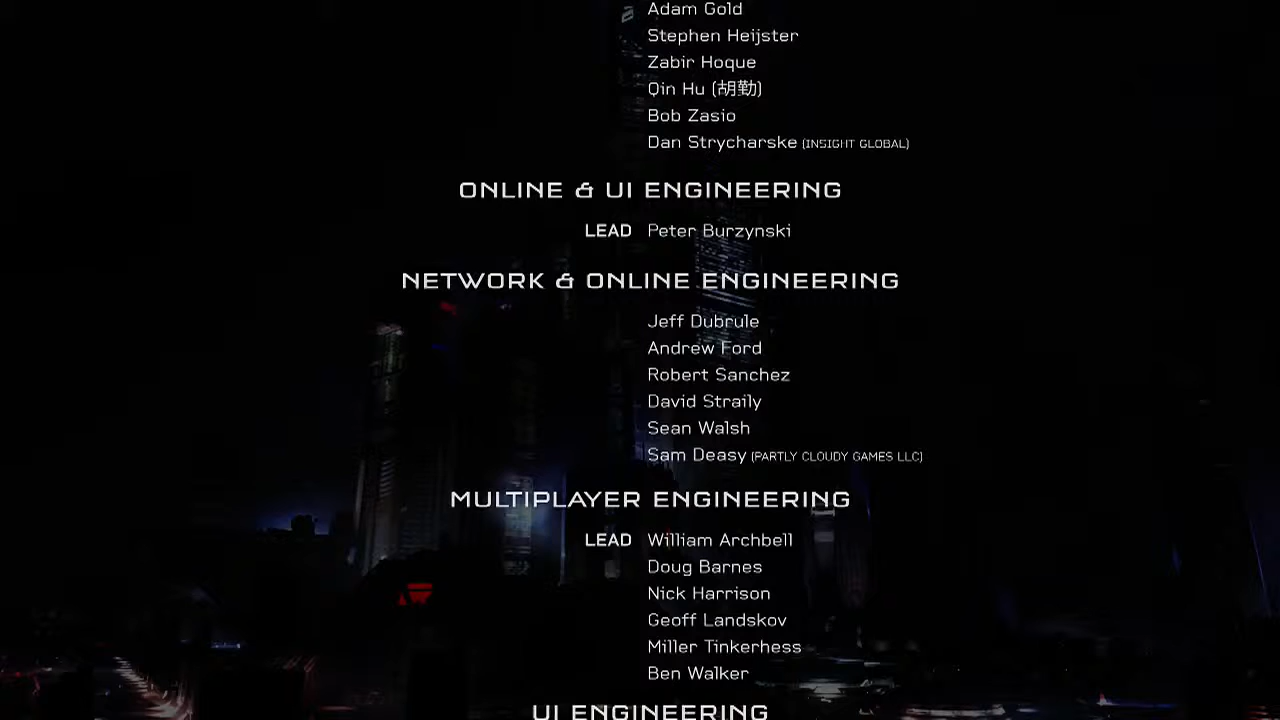 Adam Gold
Stephen Heijster
Zabir Hoque
Qin Hu (胡勤)
Bob Zasio
Dan Strycharske (INSIGHT GLOBAL)
ONLINE & UI ENGINEERING
LEAD Peter Burzynski
NETWORK & ONLINE ENGINEERING
Jeff Dubrule
Andrew Ford
Robert Sanchez
David Straily
Sean Walsh
Sam Deasy (PARTLY CLOUDY GAMES LLC)
MULTIPLAYER ENGINEERING
LEAD William Archbell
Doug Barnes
Nick Harrison
Geoff Landskov
Miller Tinkerhess
Ben Walker
UI ENGINEERING